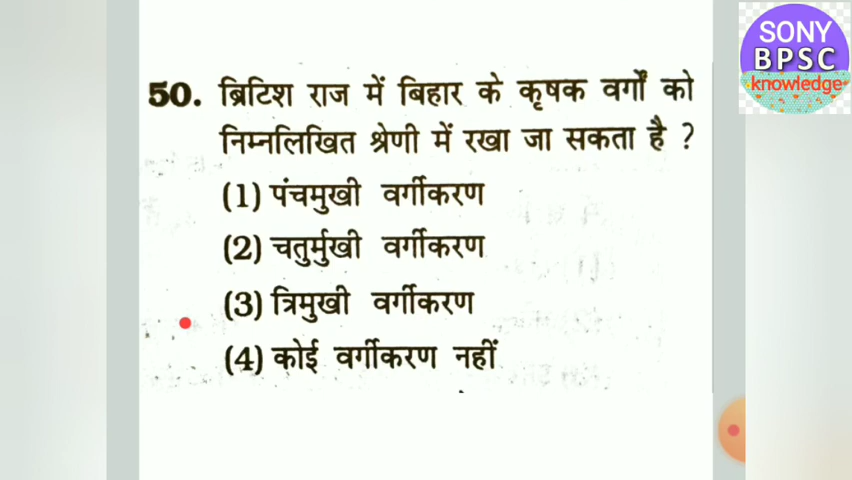 SONY
BPSC
knowledge
50. ब्रिटिश राज में बिहार के कृषक वर्गों को
निम्नलिखित श्रेणी में रखा जा सकता है ?
(1) पंचमुखी वर्गीकरण
(2) चतुर्मुखी वर्गीकरण
(3) त्रिमुखी वर्गीकरण
(4) कोई वर्गीकरण नहीं